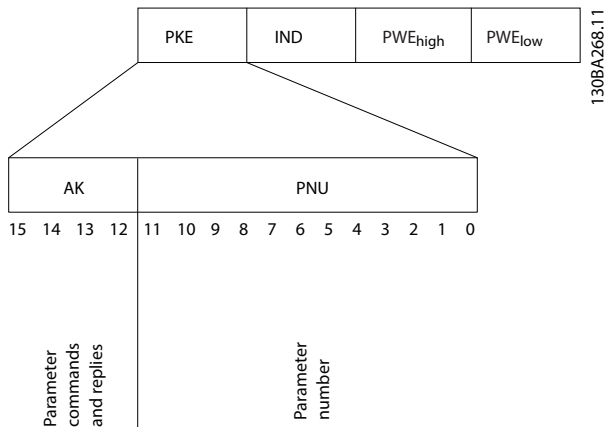 PKE IND PWEhigh PWElow
130BA268.11
AK PNU
15 14 13 12 11 10 9 8 7 6 5 4 3 2 1 0
Parameter
commands
and replies
Parameter
number